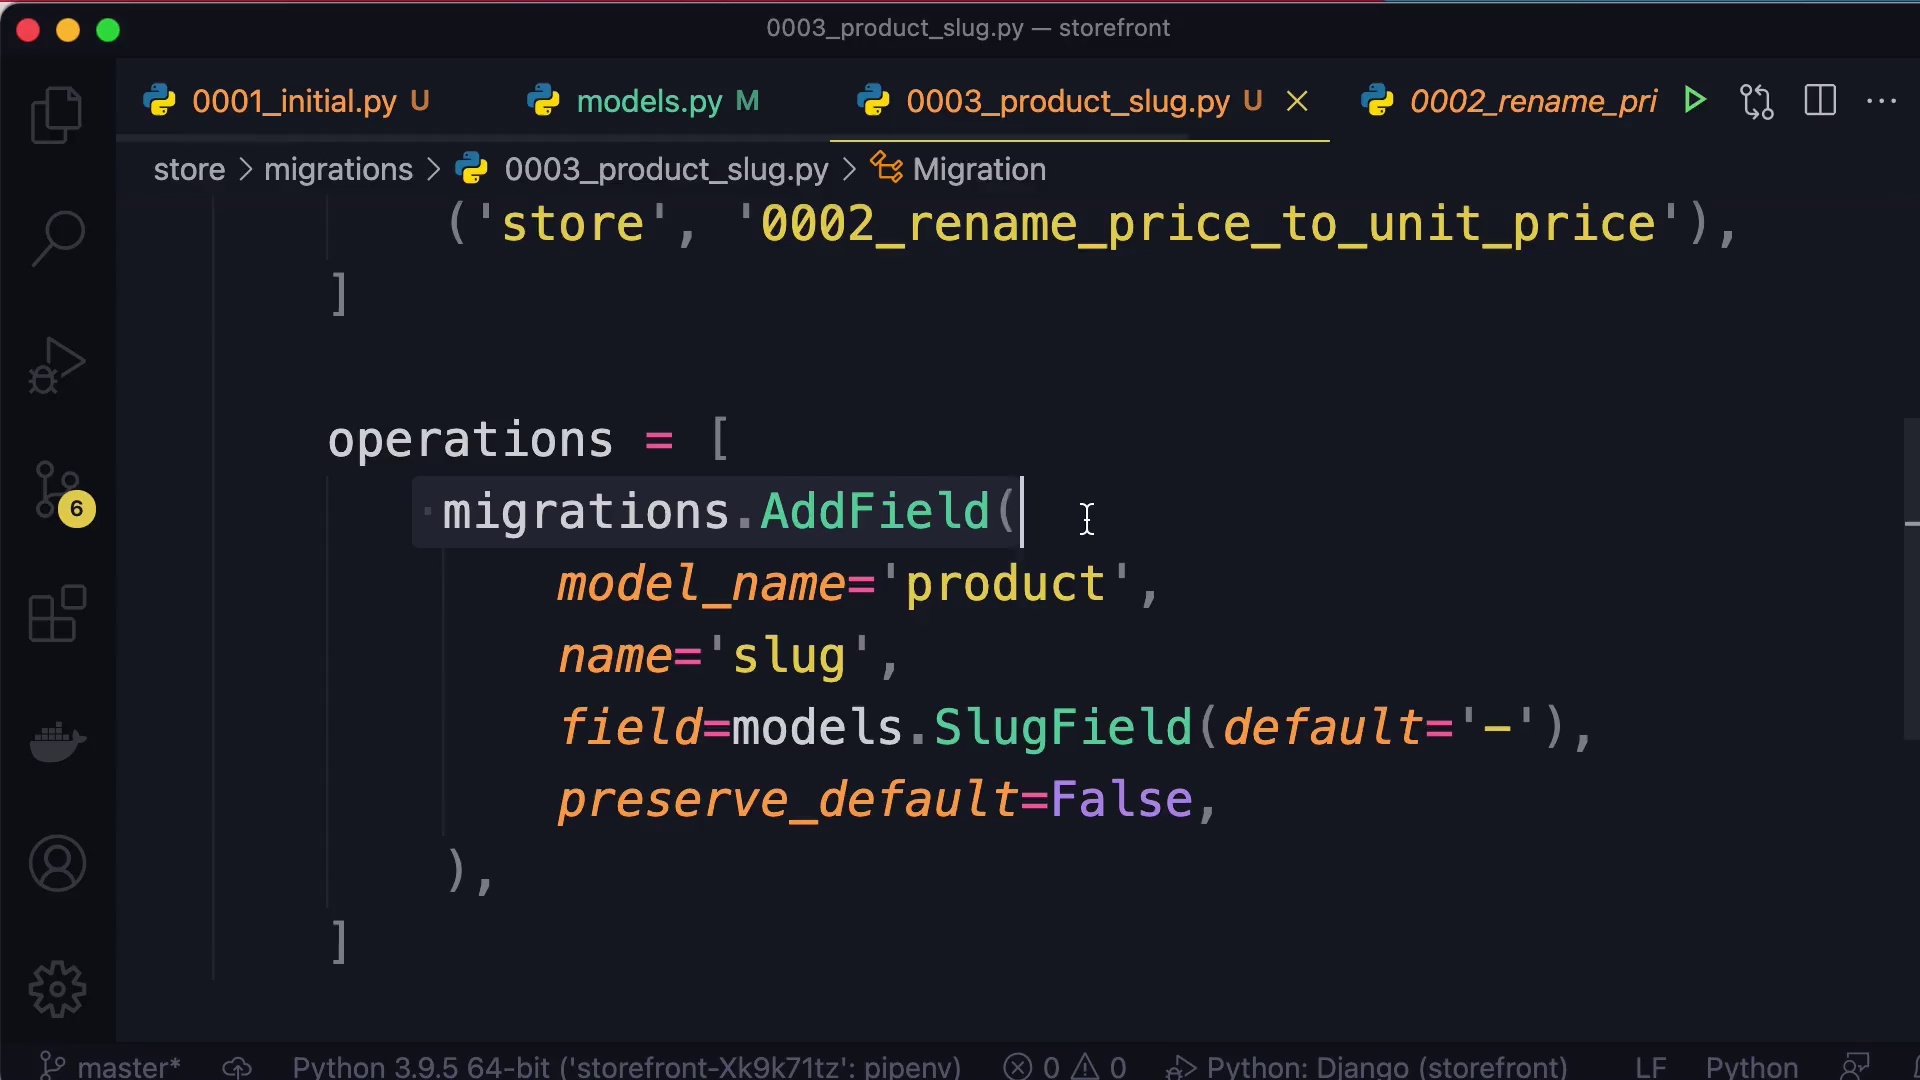 0003_product_slug.py — storefront
0001_initial.py U
models.py M
0003_product_slug.py U
0002_rename_pri
store > migrations > 0003_product_slug.py > Migration
('store', '0002_rename_price_to_unit_price'),
]
operations = [
migrations.AddField(
model_name='product',
name='slug',
field=models.SlugField(default='-'),
preserve_default=False,
),
]
6
master*
Python 3.9.5 64-bit ('storefront-Xk9k71tz': pipenv)
0
0
Python: Django (storefront)
LF
Python